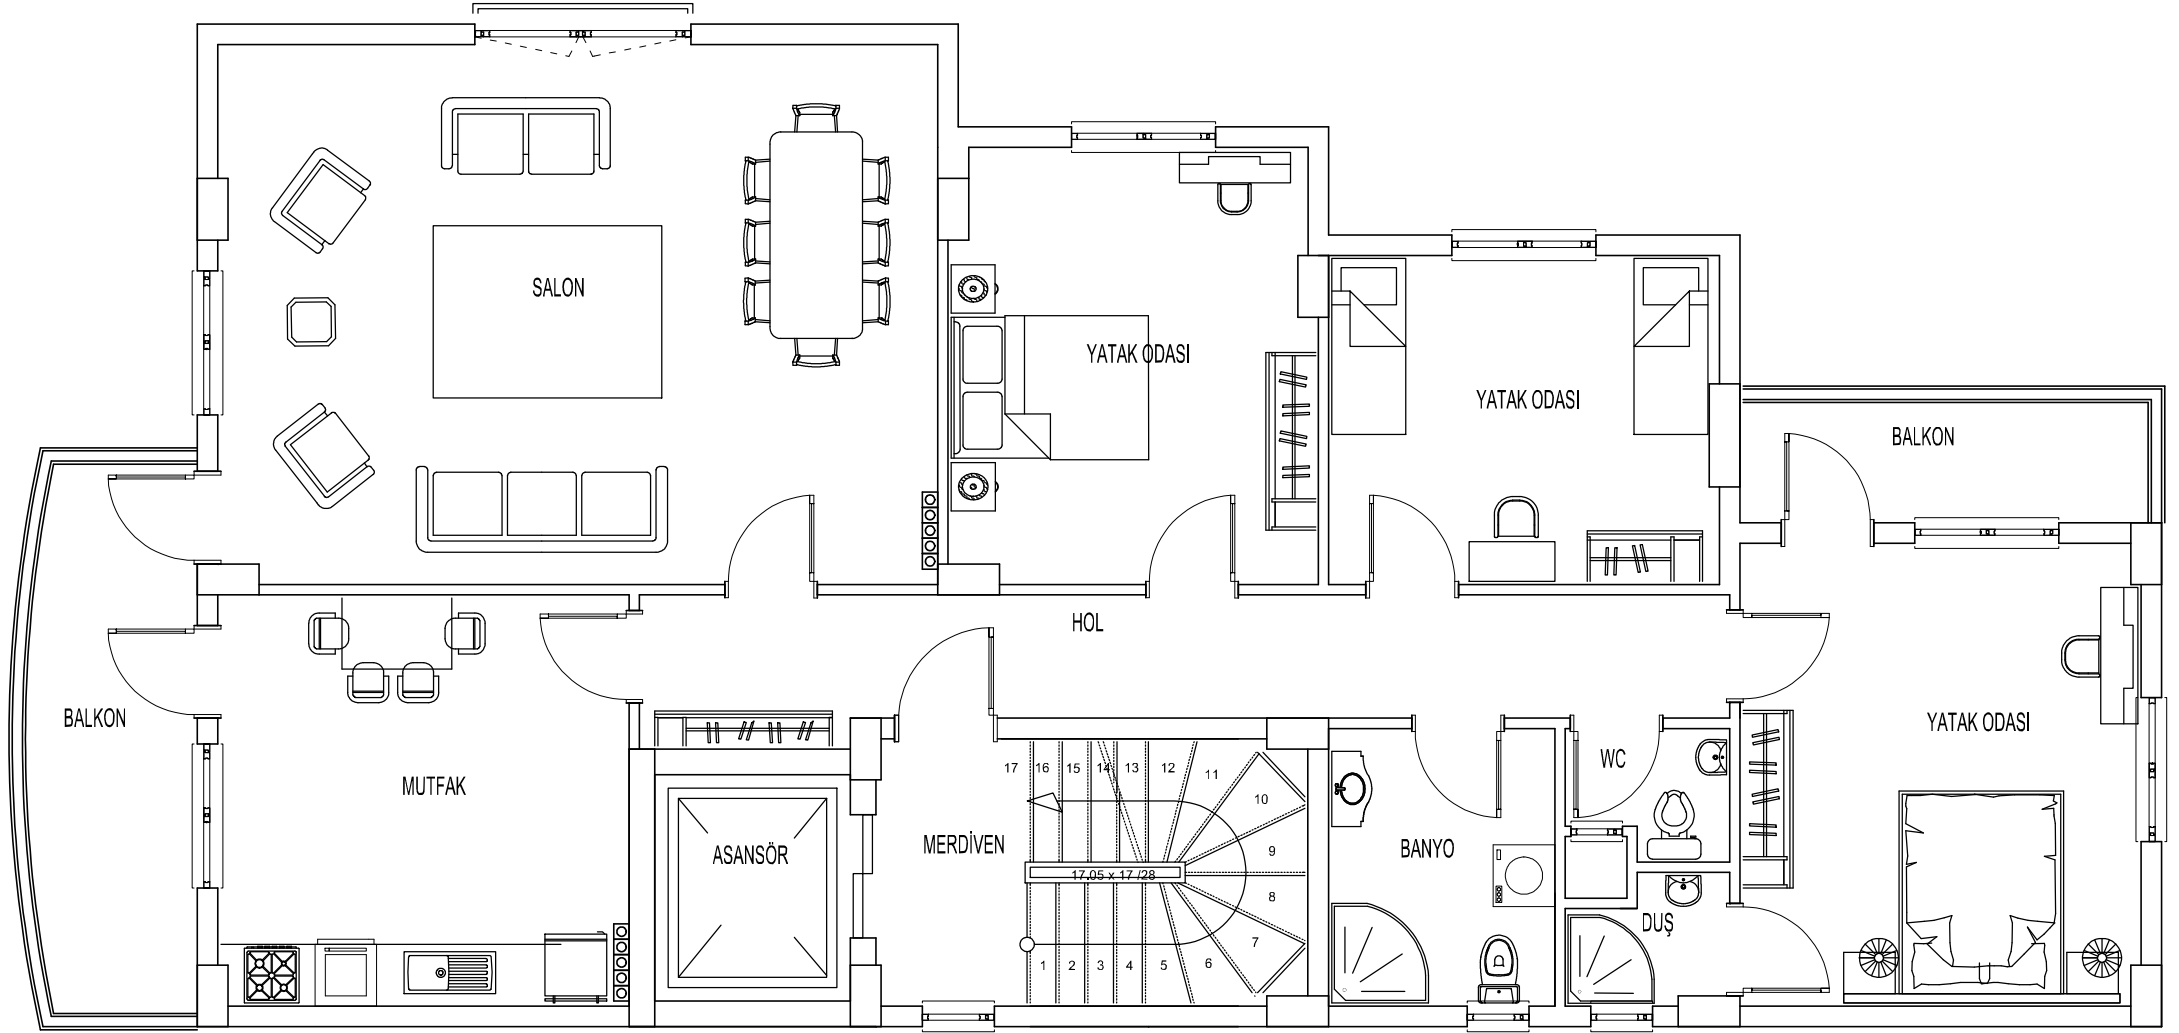 SALON
YATAK ODASI
YATAK ODASI
BALKON
HOL
BALKON
YATAK ODASI
MUTFAK
ASANSÖR
MERDİVEN
17 16 15 14 13 12 11
10
9
17.05 x 17 /28
8
7
1 2 3 4 5 6
BANYO
WC
DUŞ